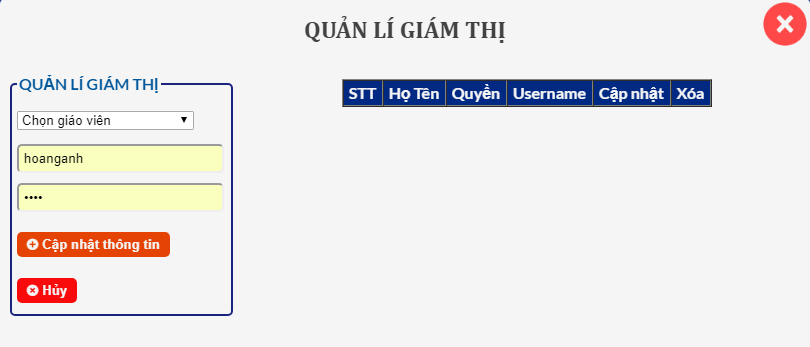 QUẢN LÍ GIÁM THỊ
QUẢN LÍ GIÁM THỊ
Chọn giáo viên
hoanganh
••••
Cập nhật thông tin
Hủy
STT Họ Tên Quyền Username Cập nhật Xóa